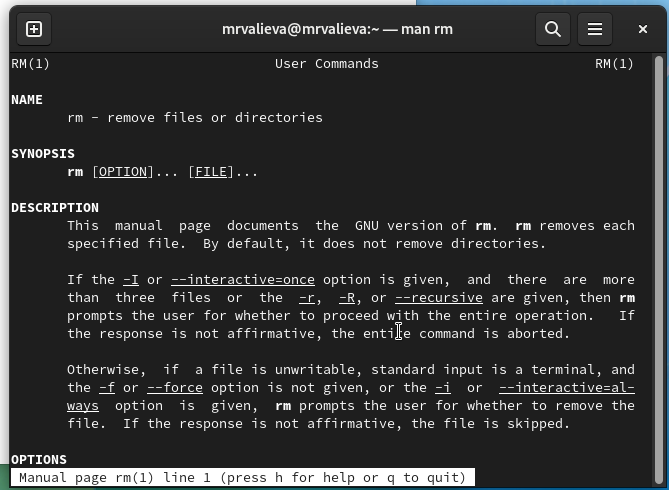 mrvalieva@mrvalieva:~ — man rm
RM(1) User Commands RM(1)
NAME
rm - remove files or directories
SYNOPSIS
rm [OPTION]... [FILE]...
DESCRIPTION
This manual page documents the GNU version of rm. rm removes each
specified file. By default, it does not remove directories.
If the -I or --interactive=once option is given, and there are more
than three files or the -r, -R, or --recursive are given, then rm
prompts the user for whether to proceed with the entire operation. If
the response is not affirmative, the entire command is aborted.
Otherwise, if a file is unwritable, standard input is a terminal, and
the -f or --force option is not given, or the -i or --interactive=al-
ways option is given, rm prompts the user for whether to remove the
file. If the response is not affirmative, the file is skipped.
OPTIONS
Manual page rm(1) line 1 (press h for help or q to quit)